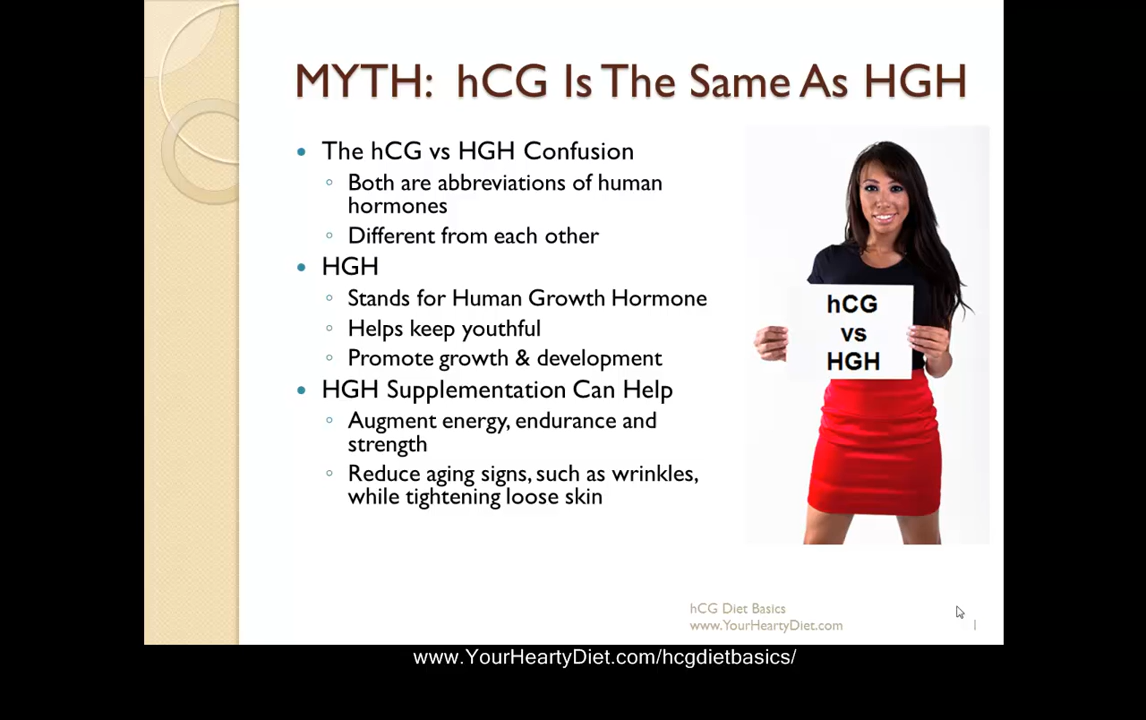 MYTH: hCG Is The Same As HGH
The hCG vs HGH Confusion
Both are abbreviations of human
hormones
Different from each other
HGH
Stands for Human Growth Hormone
Helps keep youthful
Promote growth & development
HGH Supplementation Can Help
Augment energy, endurance and
strength
Reduce aging signs, such as wrinkles,
while tightening loose skin
hCG
vs
HGH
hCG Diet Basics
www.YourHeartyDiet.com
1
www.YourHeartyDiet.com/hcgdietbasics/